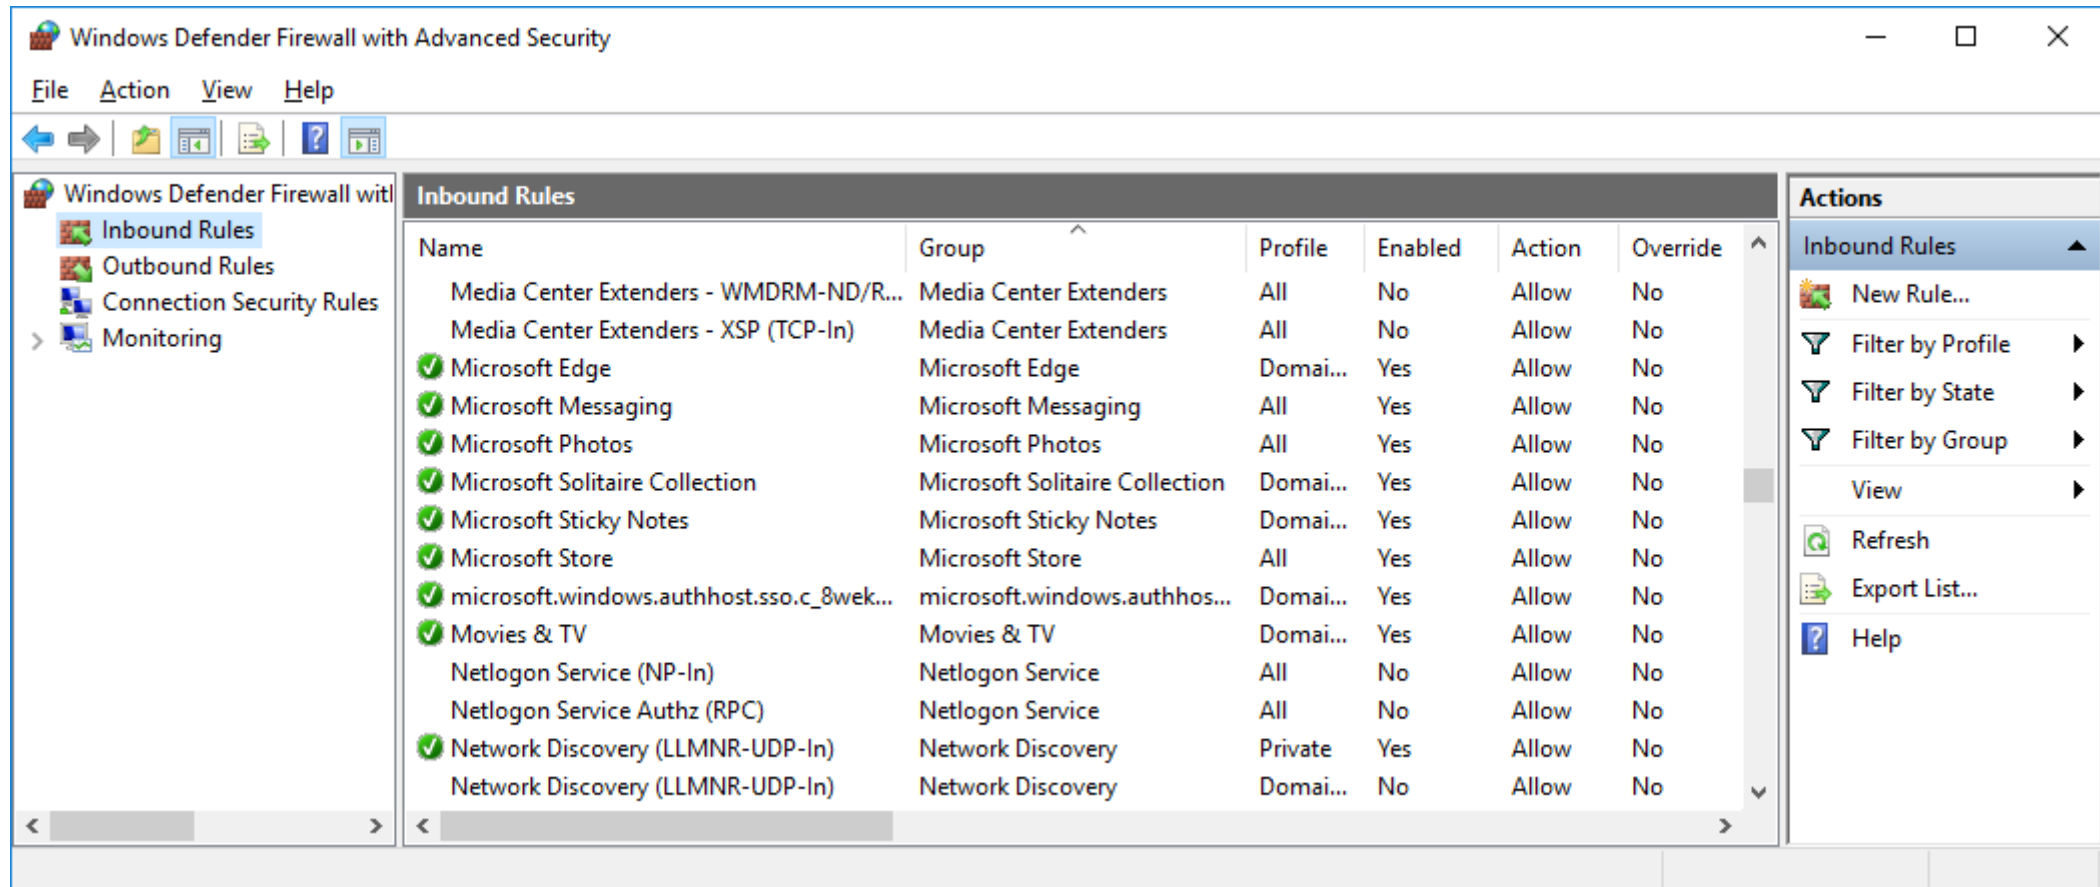 Windows Defender Firewall with Advanced Security
File Action View Help
Windows Defender Firewall witl
Inbound Rules
Outbound Rules
Connection Security Rules
Monitoring
Inbound Rules
Name Group Profile Enabled Action Override
Media Center Extenders - WMDRM-ND/R... Media Center Extenders All No Allow No
Media Center Extenders - XSP (TCP-In) Media Center Extenders All No Allow No
Microsoft Edge Microsoft Edge Domai... Yes Allow No
Microsoft Messaging Microsoft Messaging All Yes Allow No
Microsoft Photos Microsoft Photos All Yes Allow No
Microsoft Solitaire Collection Microsoft Solitaire Collection Domai... Yes Allow No
Microsoft Sticky Notes Microsoft Sticky Notes Domai... Yes Allow No
Microsoft Store Microsoft Store All Yes Allow No
microsoft.windows.authhost.sso.c_8wek... microsoft.windows.authhos... Domai... Yes Allow No
Movies & TV Movies & TV Domai... Yes Allow No
Netlogon Service (NP-In) Netlogon Service All No Allow No
Netlogon Service Authz (RPC) Netlogon Service All No Allow No
Network Discovery (LLMNR-UDP-In) Network Discovery Private Yes Allow No
Network Discovery (LLMNR-UDP-In) Network Discovery Domai... No Allow No
Actions
Inbound Rules
New Rule...
Filter by Profile
Filter by State
Filter by Group
View
Refresh
Export List...
Help